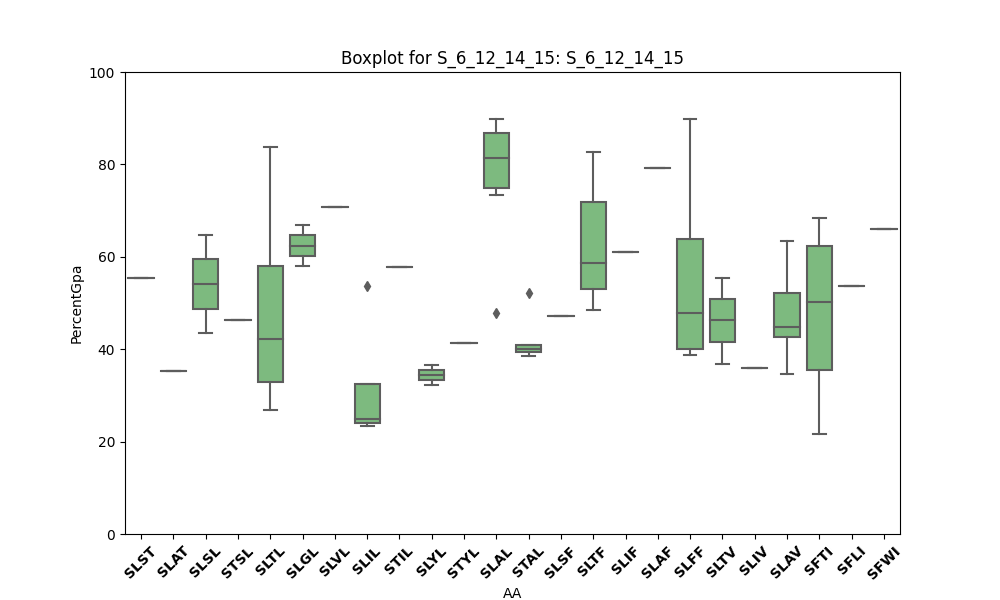 Boxplot for S_6_12_14_15: S_6_12_14_15
100
80
60
40
20
0
PercentGpa
SLST SLAT SLSL STSL SLTL SLGL SLVL SLIL STIL SLYL STYL SLAL STAL SLSF SLTF SLIF SLAF SLFF SLTV SLIV SLAV SFTI SFLI SFWI
AA